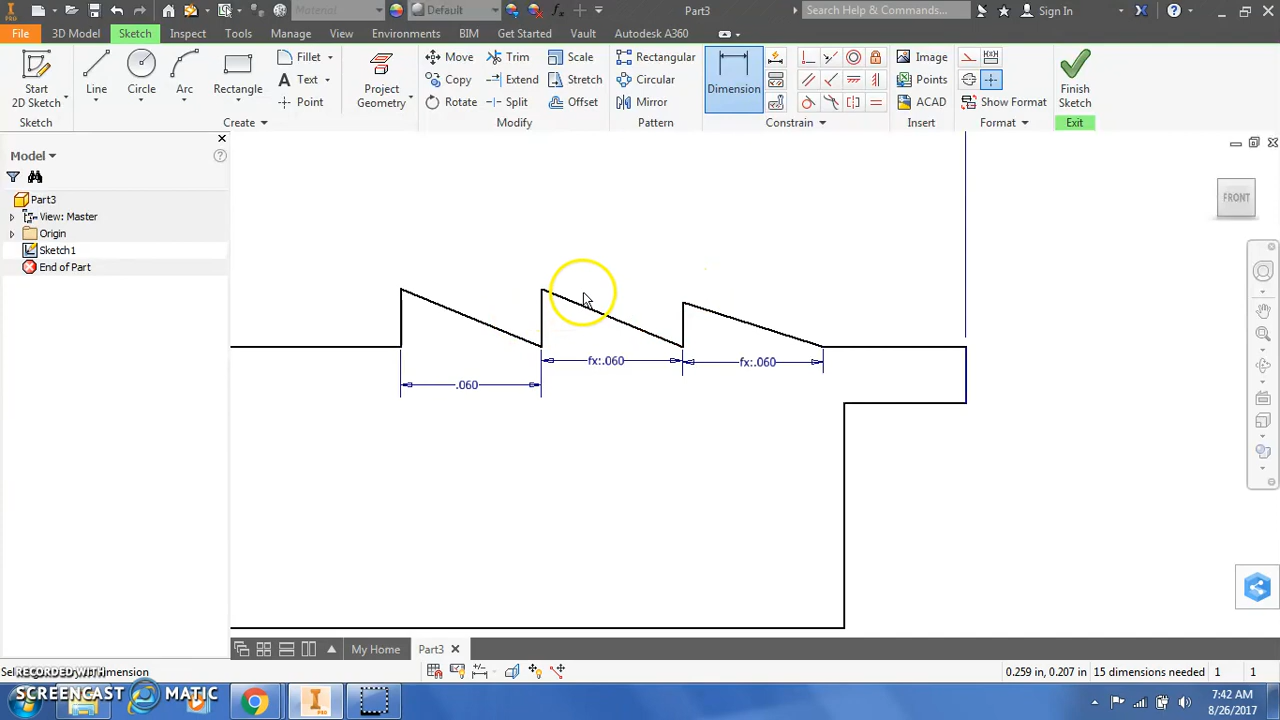 Material
Default
fx
Part3
Search Help & Commands...
Sign In
File
3D Model
Sketch
Inspect
Tools
Manage
View
Environments
BIM
Get Started
Vault
Autodesk A360
Start
2D Sketch
Line
Circle
Arc
Rectangle
Fillet
Text
Point
Project
Geometry
Move
Copy
Rotate
Trim
Extend
Split
Scale
Stretch
Offset
Rectangular
Circular
Mirror
Dimension
Image
Points
ACAD
Show Format
Finish
Sketch
Sketch
Create
Modify
Pattern
Constrain
Insert
Format
Exit
Model
Part3
View: Master
Origin
Sketch1
End of Part
FRONT
fx:.060
fx:.060
.060
My Home
Part3
RECORDED WITH
SCREENCAST MATIC
dimension
0.259 in, 0.207 in
15 dimensions needed
1
1
7:42 AM
8/26/2017